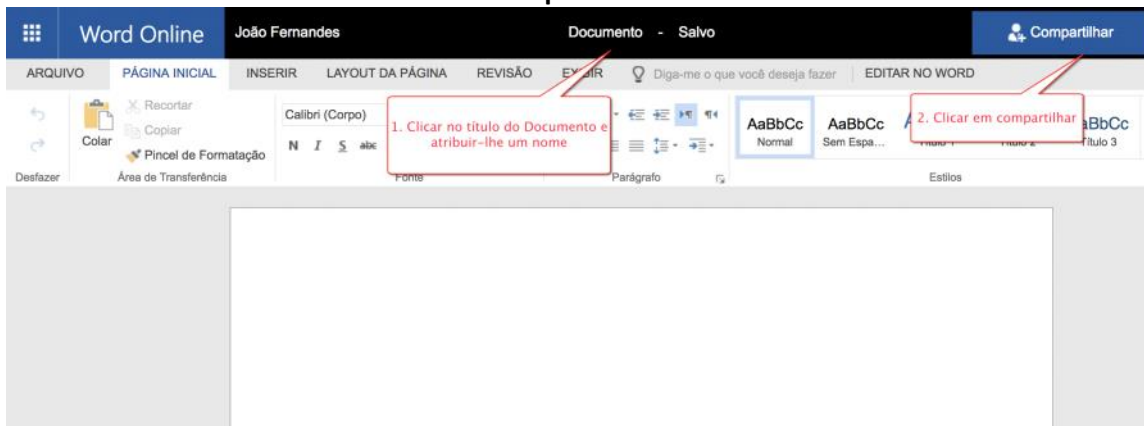 Word Online João Fernandes Documento - Salvo Compartilhar
ARQUIVO PÁGINA INICIAL INSERIR LAYOUT DA PÁGINA REVISÃO Diga-me o que você deseja fazer EDITAR NO WORD
Recortar
Copiar
Colar Pincel de Formatação
Desfazer Área de Transferência
Calibri (Corpo)
N I S abc
Fonte
1. Clicar no título do Documento e
atribuir-lhe um nome
Parágrafo
AaBbCc AaBbCc
Normal Sem Espa...
2. Clicar em compartilhar
Título 3
Estilos